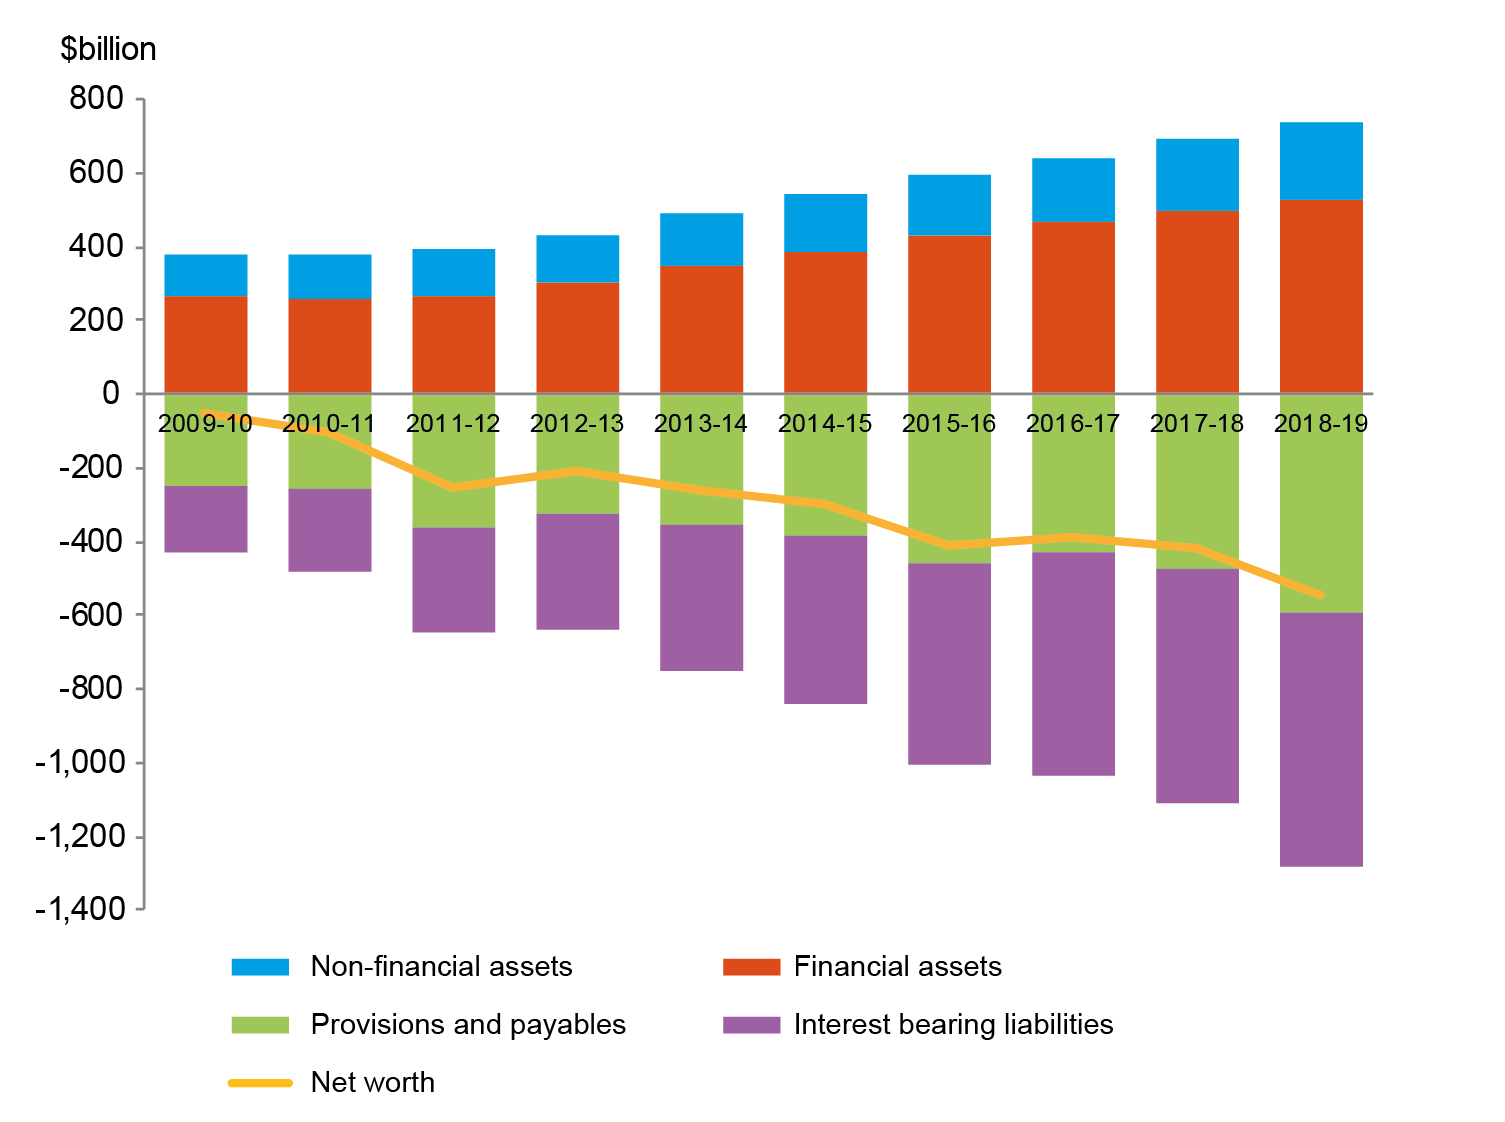 $billion
800
600
400
200
0
2009-10 2010-11 2011-12 2012-13 2013-14 2014-15 2015-16 2016-17 2017-18 2018-19
-200
-400
-600
-800
-1,000
-1,200
-1,400
Non-financial assets Financial assets
Provisions and payables Interest bearing liabilities
Net worth